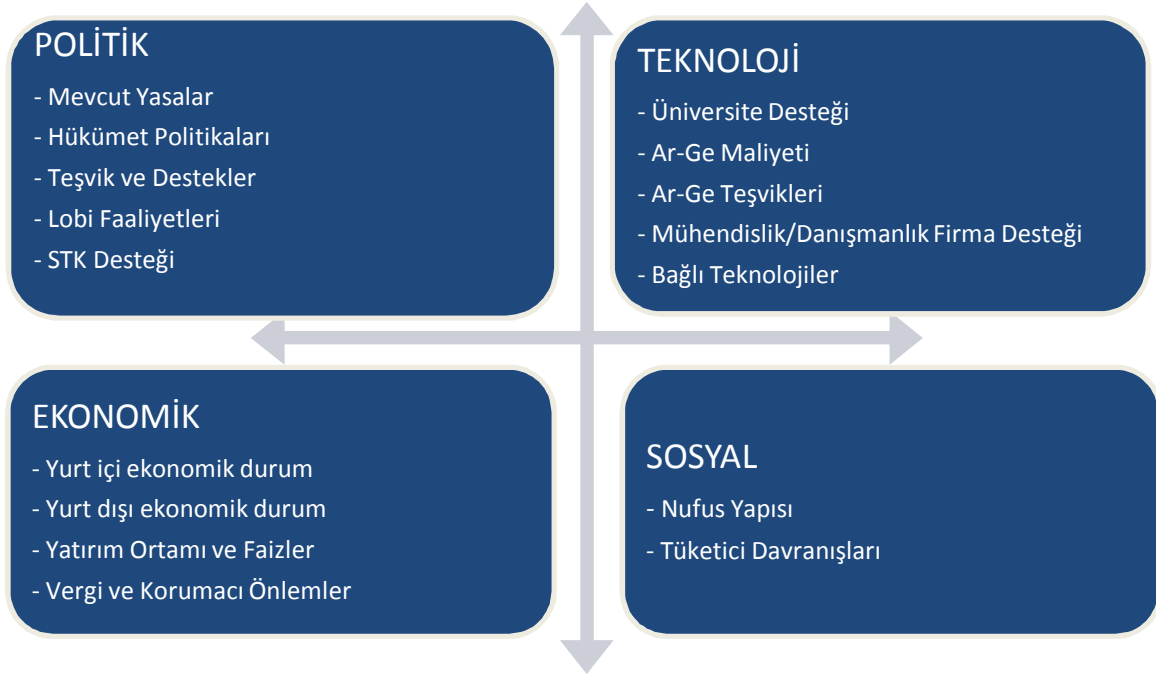 POLİTİK
- Mevcut Yasalar
- Hükümet Politikaları
- Teşvik ve Destekler
- Lobi Faaliyetleri
- STK Desteği
TEKNOLOJİ
- Üniversite Desteği
- Ar-Ge Maliyeti
- Ar-Ge Teşvikleri
- Mühendislik/Danışmanlık Firma Desteği
- Bağlı Teknolojiler
EKONOMİK
- Yurt içi ekonomik durum
- Yurt dışı ekonomik durum
- Yatırım Ortamı ve Faizler
- Vergi ve Korumacı Önlemler
SOSYAL
- Nufus Yapısı
- Tüketici Davranışları